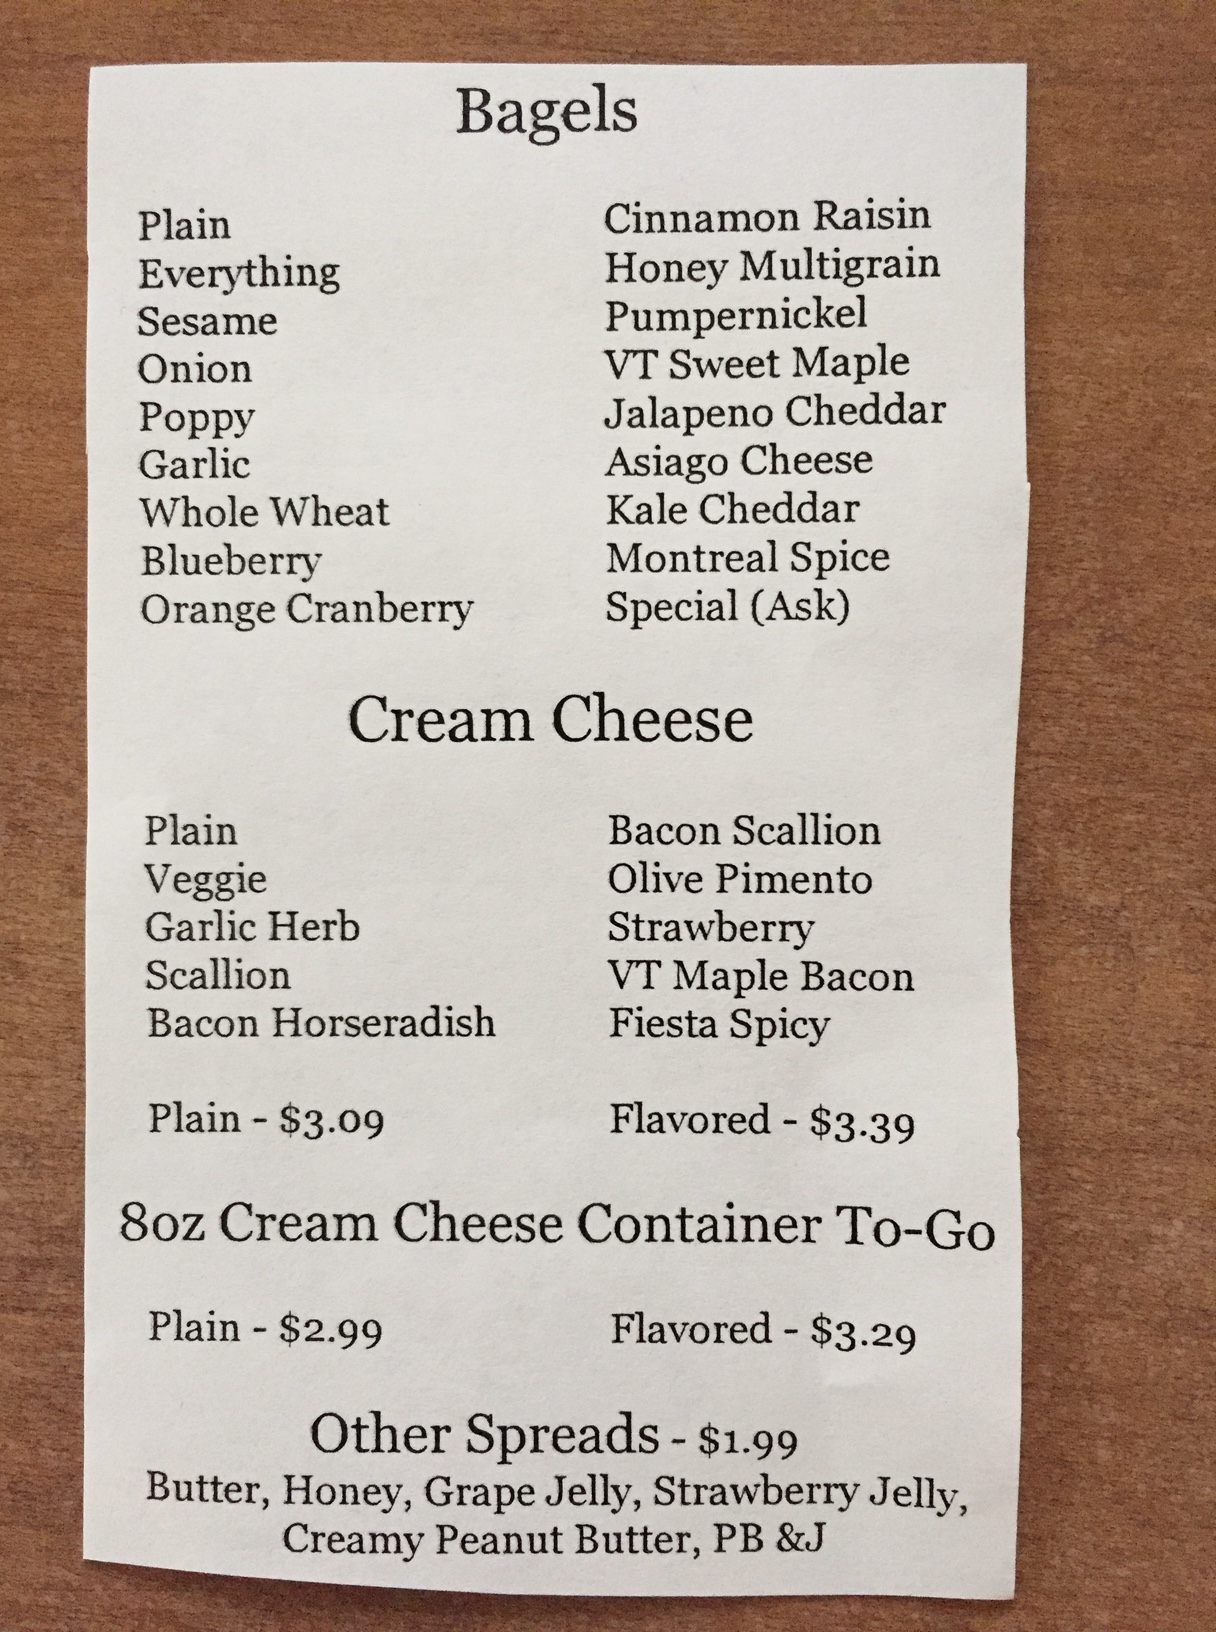 Bagels
Plain
Everything
Sesame
Onion
Poppy
Garlic
Whole Wheat
Blueberry
Orange Cranberry
Cinnamon Raisin
Honey Multigrain
Pumpernickel
VT Sweet Maple
Jalapeno Cheddar
Asiago Cheese
Kale Cheddar
Montreal Spice
Special (Ask)
Cream Cheese
Plain
Veggie
Garlic Herb
Scallion
Bacon Horseradish
Bacon Scallion
Olive Pimento
Strawberry
VT Maple Bacon
Fiesta Spicy
Plain - $3.09
Flavored - $3.39
8oz Cream Cheese Container To-Go
Plain - $2.99
Flavored - $3.29
Other Spreads - $1.99
Butter, Honey, Grape Jelly, Strawberry Jelly,
Creamy Peanut Butter, PB &J